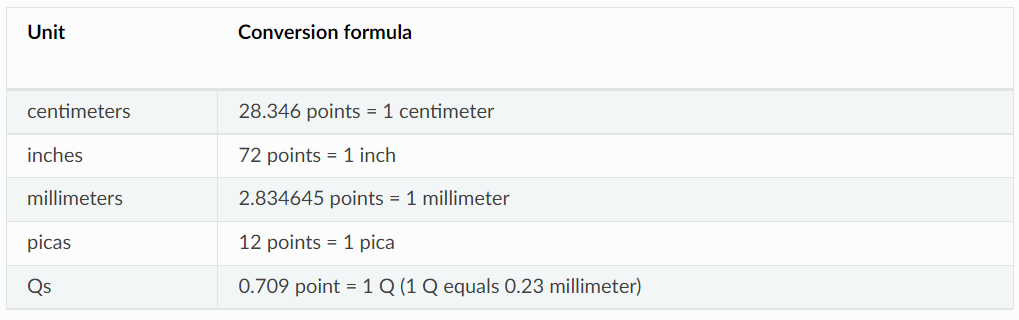 Unit Conversion formula
centimeters 28.346 points = 1 centimeter
inches 72 points = 1 inch
millimeters 2.834645 points = 1 millimeter
picas 12 points = 1 pica
Qs 0.709 point = 1 Q (1 Q equals 0.23 millimeter)